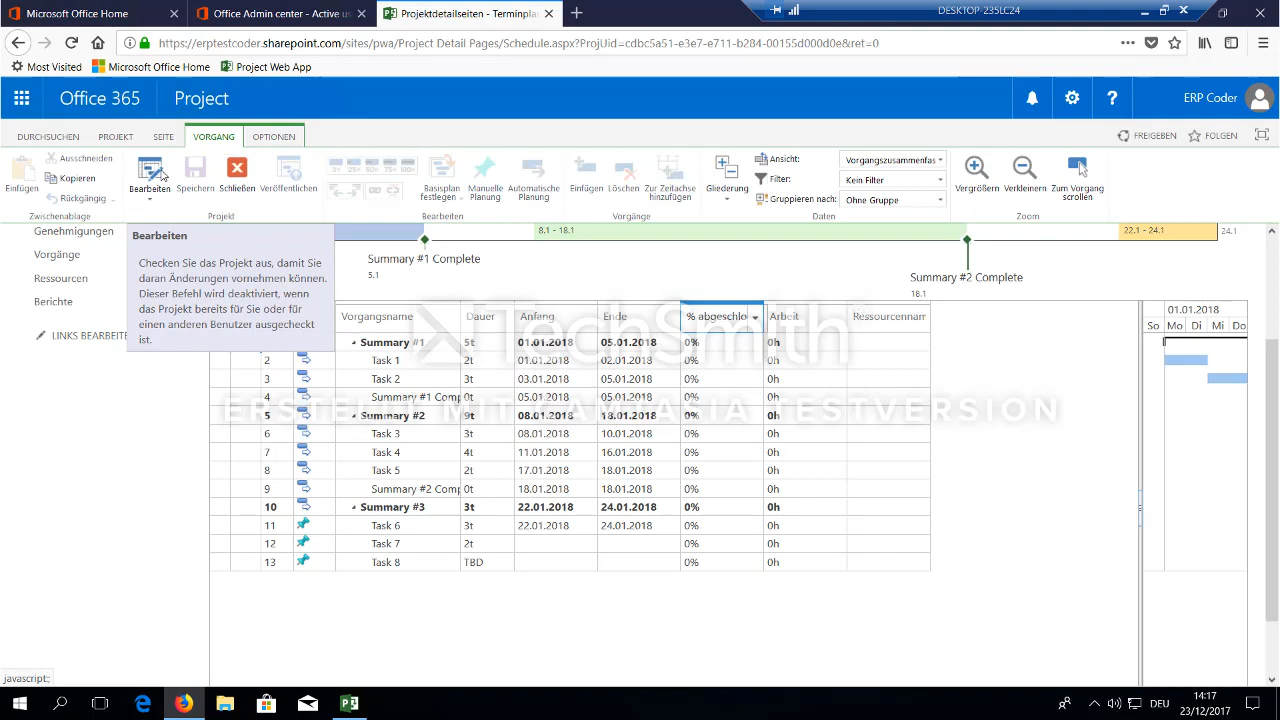 Microsoft Office Home
Office Admin center - Active us
Projektdetailseiten - Terminpla
DESKTOP-235LC24
https://erptestcoder.sharepoint.com/sites/pwa/Project Detail Pages/Schedule.aspx?ProjUid=cdbc5a51-e3e7-e711-b284-00155d000d0e&ret=0
Most Visited
Microsoft Office Home
Project Web App
Office 365
Project
ERP Coder
DURCHSUCHEN
PROJEKT
SEITE
VORGANG
OPTIONEN
FREIGEBEN
FOLGEN
Einfügen
Ausschneiden
Kopieren
Rückgängig
Zwischenablage
Bearbeiten
Speichern
Schließen
Veröffentlichen
Projekt
0% 25% 50% 75% 100%
Basisplan festlegen
Manuelle Planung
Automatische Planung
Bearbeiten
Einfügen
Löschen
Zur Zeitachse hinzufügen
Vorgänge
Gliederung
Ansicht: Vorgangszusammenfas
Filter: Kein Filter
Gruppieren nach: Ohne Gruppe
Daten
Vergrößern
Verkleinern
Zum Vorgang scrollen
Zoom
Genehmigungen
Vorgänge
Ressourcen
Berichte
LINKS BEARBEITE
Bearbeiten
Checken Sie das Projekt aus, damit Sie
daran Änderungen vornehmen können.
Dieser Befehl wird deaktiviert, wenn
das Projekt bereits für Sie oder für
einen anderen Benutzer ausgecheckt
ist.
8.1 - 18.1
22.1 - 24.1
24.1
Summary #1 Complete
5.1
Summary #2 Complete
18.1
Vorgangsname Dauer Anfang Ende % abgeschlo Arbeit Ressourcennam
Summary #1 5t 01.01.2018 05.01.2018 0% 0h
2 Task 1 2t 01.01.2018 02.01.2018 0% 0h
3 Task 2 3t 03.01.2018 05.01.2018 0% 0h
4 Summary #1 Comp 0t 05.01.2018 05.01.2018 0% 0h
5 Summary #2 9t 08.01.2018 18.01.2018 0% 0h
6 Task 3 3t 08.01.2018 10.01.2018 0% 0h
7 Task 4 4t 11.01.2018 16.01.2018 0% 0h
8 Task 5 2t 17.01.2018 18.01.2018 0% 0h
9 Summary #2 Comp 0t 18.01.2018 18.01.2018 0% 0h
10 Summary #3 3t 22.01.2018 24.01.2018 0% 0h
11 Task 6 3t 22.01.2018 24.01.2018 0% 0h
12 Task 7 2t 0% 0h
13 Task 8 TBD 0% 0h
01.01.2018
So Mo Di Mi Do
TechSmith
ERSTELLT MIT CAMTASIA TESTVERSION
javascript:;
DEU
14:17
23/12/2017